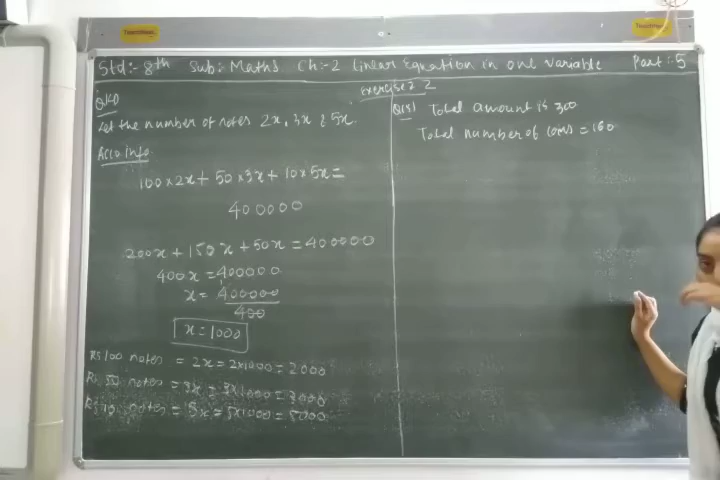 Std:- 8th Sub:- Maths Ch:-2 Linear Equation in one variable Part:5
exercise 2.2
Q14)
Let the number of notes 2x, 3x & 5x.
Acco info.
100×2x + 50×3x + 10×5x =
400000
200x + 150x + 50x = 400000
400x = 400000
x = 400000
400
x = 1000
Rs 100 notes = 2x = 2×1000 = 2000
Rs 50 notes = 3x = 3×1000 = 3000
Rs 10 notes = 5x = 5×1000 = 5000
Q15) Total amount is 300
Total number of coins = 160